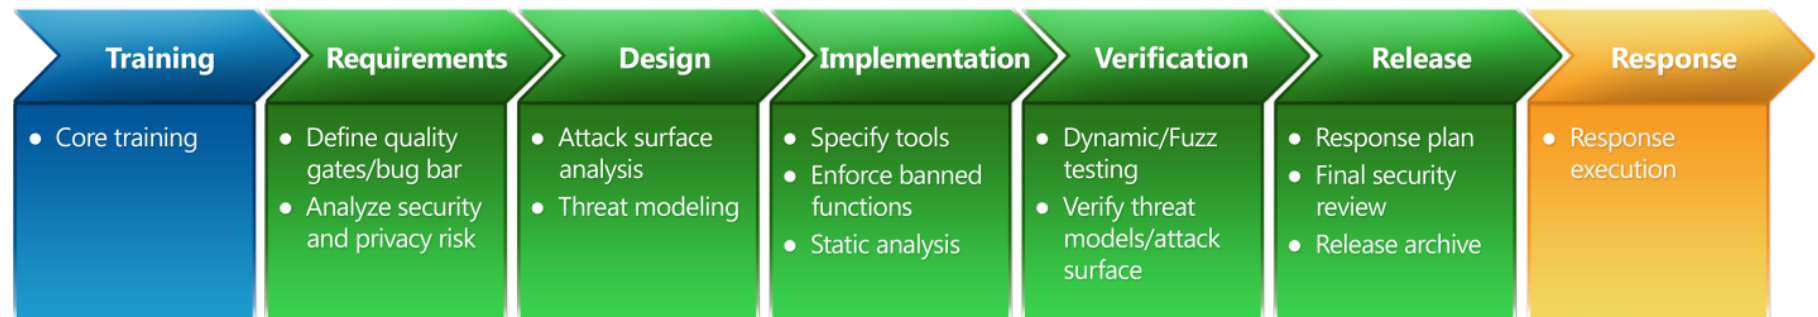 Training
• Core training
Requirements
• Define quality
gates/bug bar
• Analyze security
and privacy risk
Design
• Attack surface
analysis
• Threat modeling
Implementation
• Specify tools
• Enforce banned
functions
• Static analysis
Verification
• Dynamic/Fuzz
testing
• Verify threat
models/attack
surface
Release
• Response plan
• Final security
review
• Release archive
Response
• Response
execution